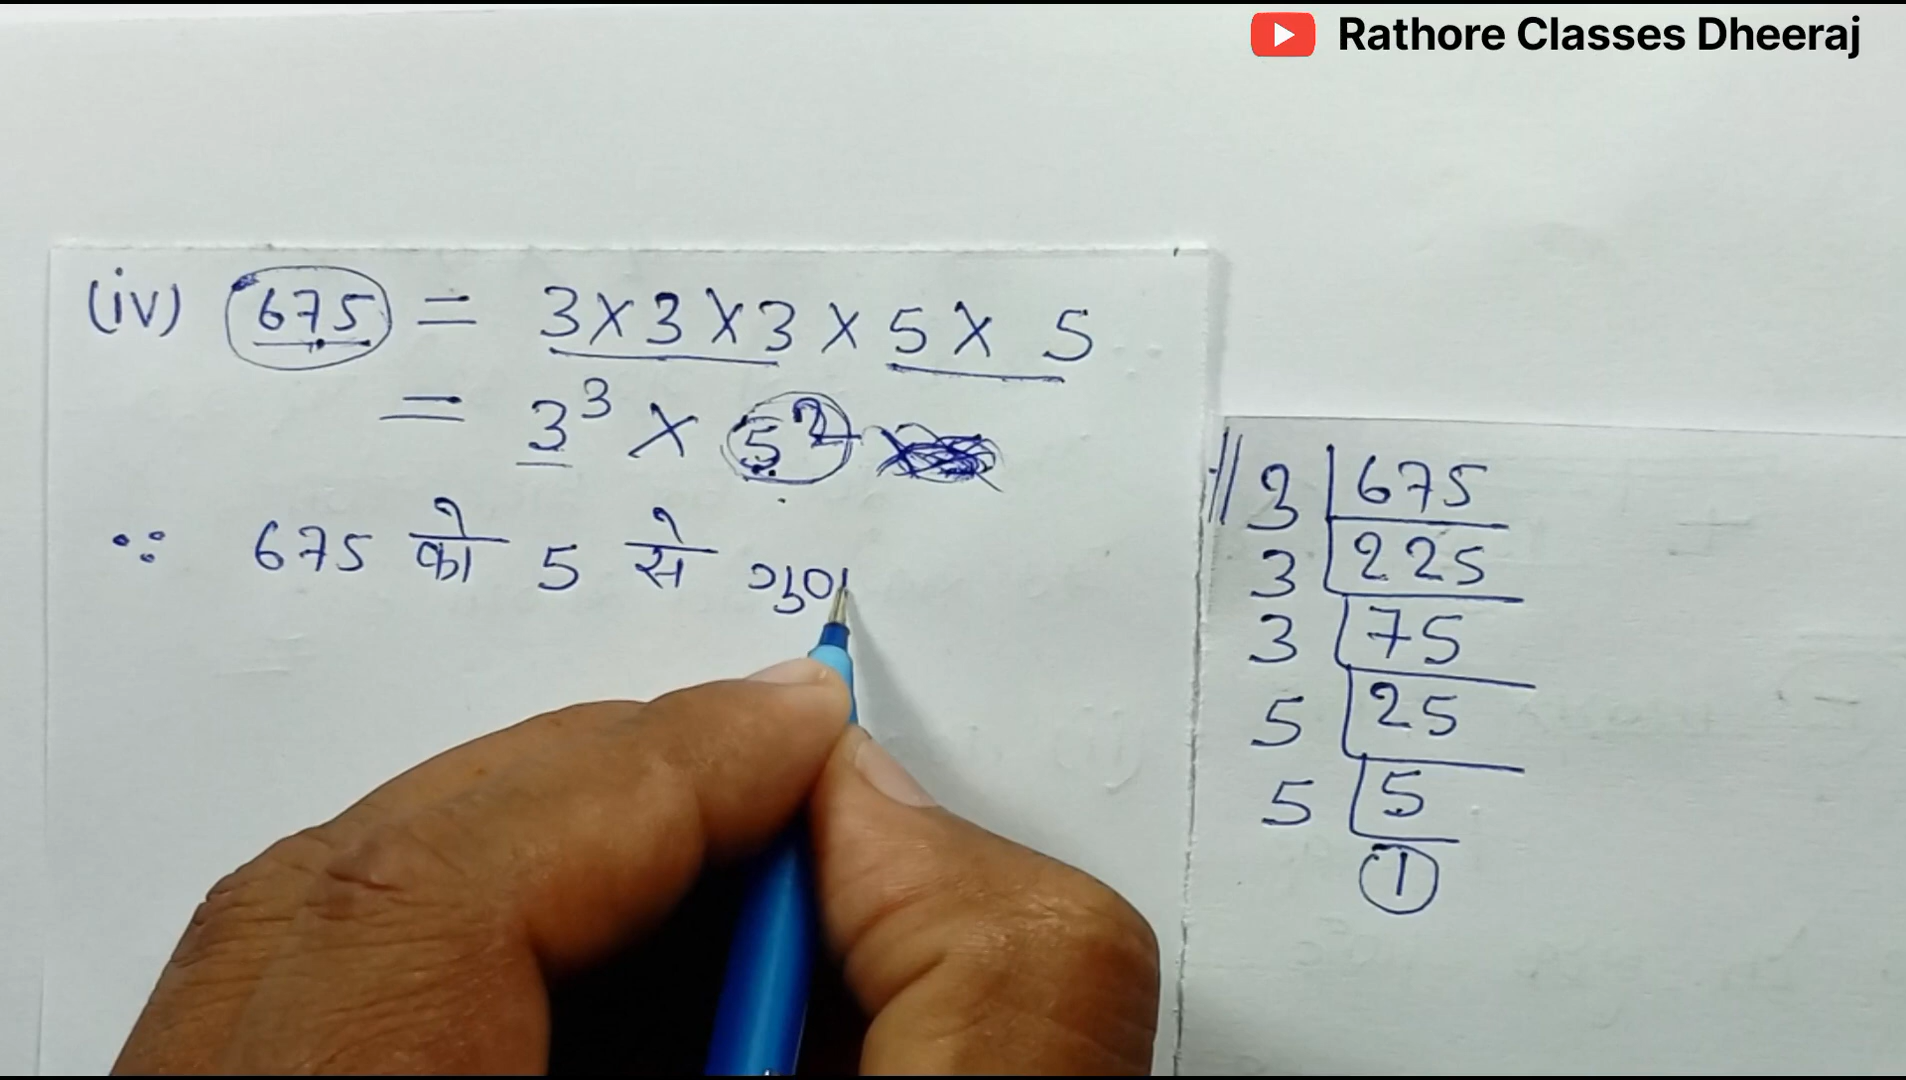 Rathore Classes Dheeraj
(iv) 675 = 3 × 3 × 3 × 5 × 5
= 3³ × 5²
∵ 675 को 5 से गुणा
3 | 675
3 | 225
3 | 75
5 | 25
5 | 5
1